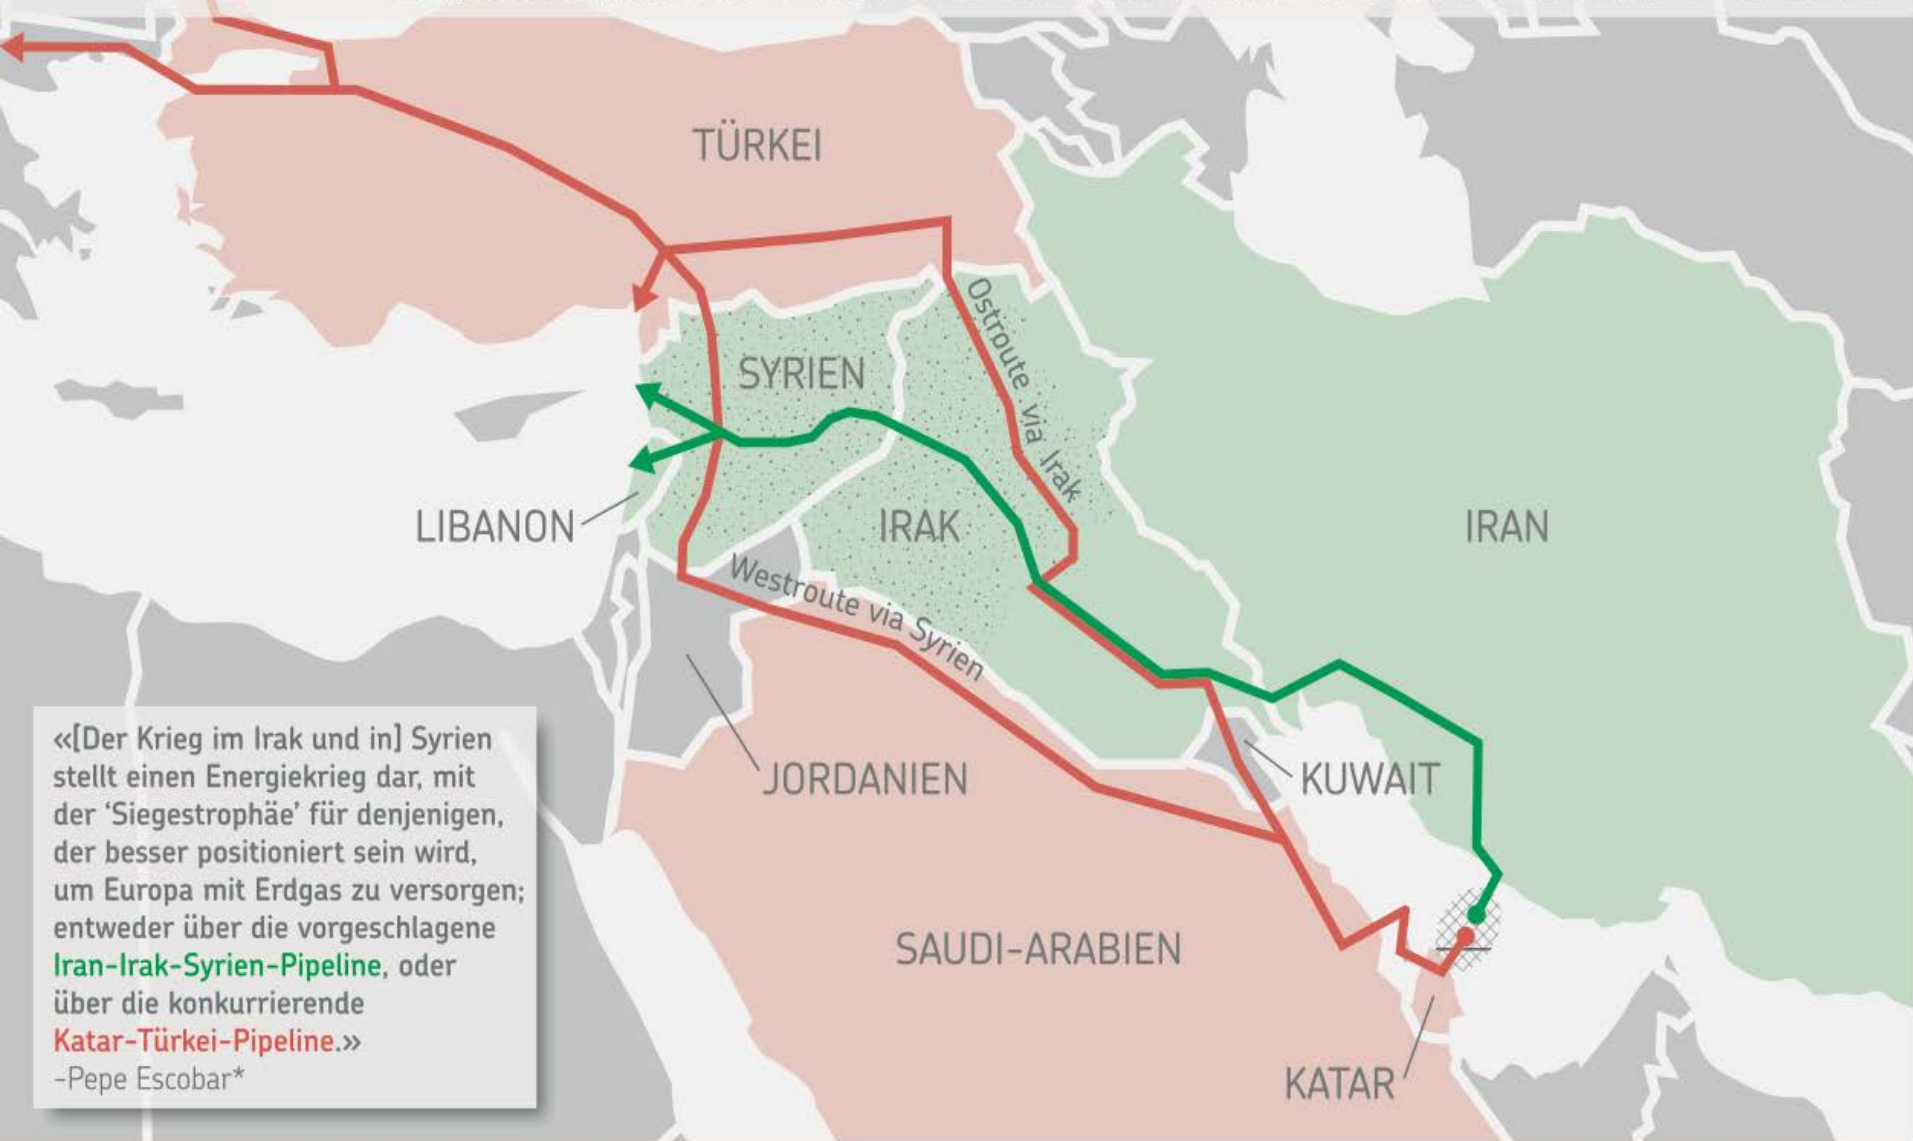 TÜRKEI
SYRIEN
Ostroute via Irak
LIBANON
IRAK
IRAN
Westroute via Syrien
JORDANIEN
KUWAIT
SAUDI-ARABIEN
KATAR
«[Der Krieg im Irak und in] Syrien
stellt einen Energiekrieg dar, mit
der ‘Siegestrophäe’ für denjenigen,
der besser positioniert sein wird,
um Europa mit Erdgas zu versorgen;
entweder über die vorgeschlagene
Iran-Irak-Syrien-Pipeline, oder
über die konkurrierende
Katar-Türkei-Pipeline.»
-Pepe Escobar*